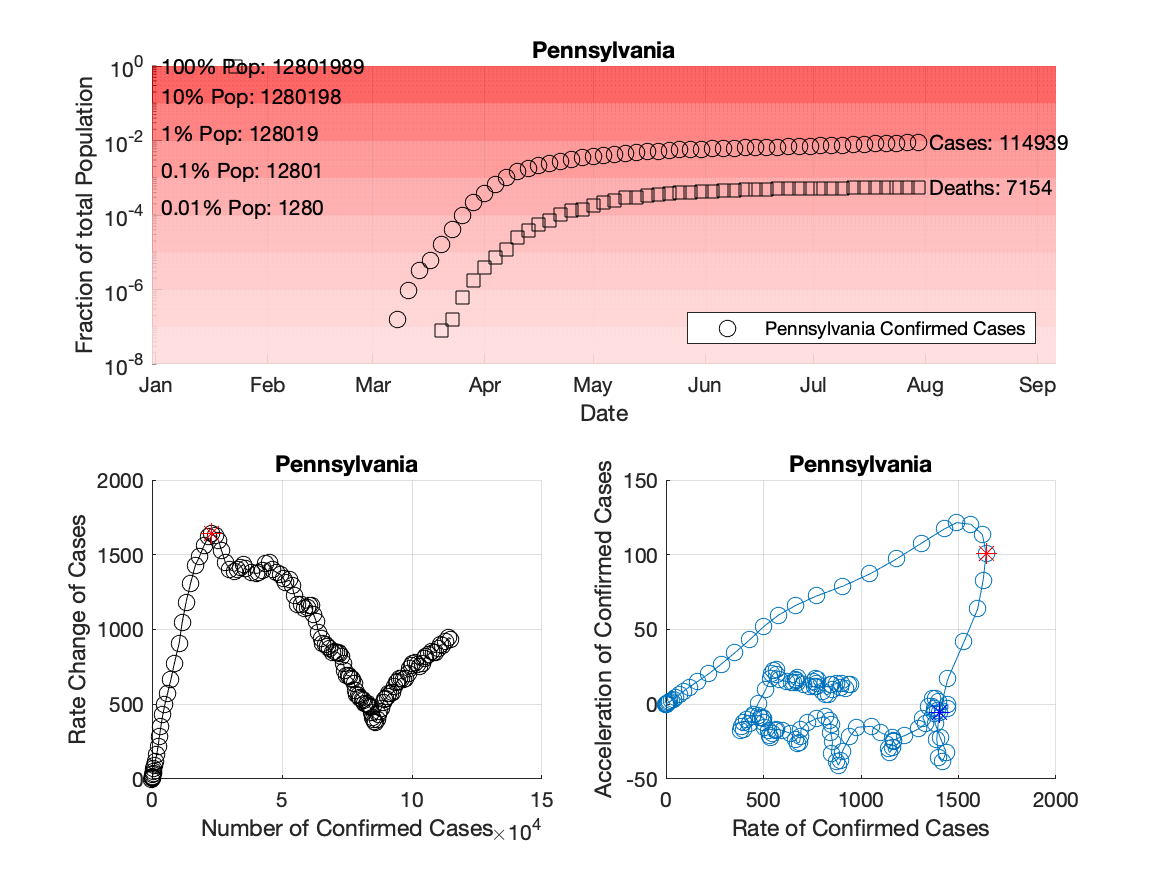 Pennsylvania
10^0
10^-2
10^-4
10^-6
10^-8
Fraction of total Population
100% Pop: 12801989
10% Pop: 1280198
1% Pop: 128019
0.1% Pop: 12801
0.01% Pop: 1280
Cases: 114939
Deaths: 7154
Pennsylvania Confirmed Cases
Jan Feb Mar Apr May Jun Jul Aug Sep
Date
Pennsylvania
2000
1500
1000
500
0
Rate Change of Cases
0 5 10 15
Number of Confirmed Cases ×10^4
Pennsylvania
150
100
50
0
-50
Acceleration of Confirmed Cases
0 500 1000 1500 2000
Rate of Confirmed Cases